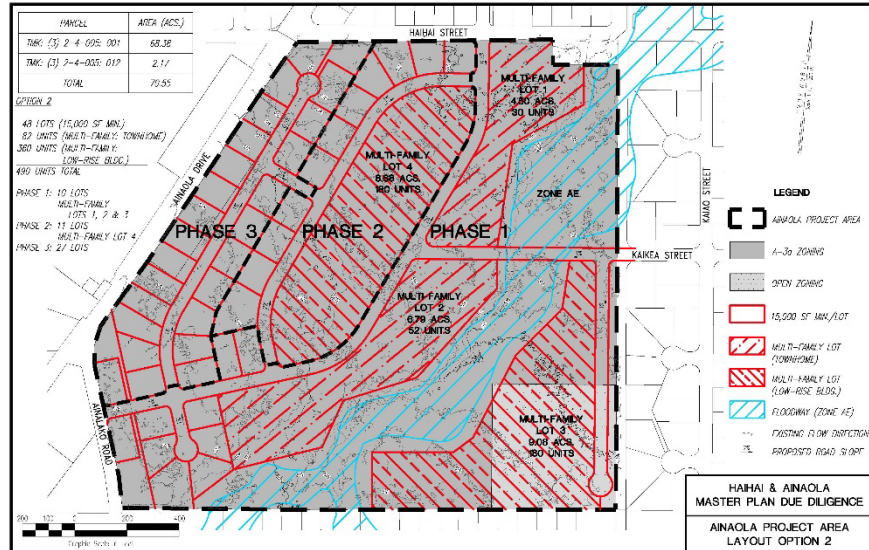 PARCEL AREA (ACS.)
TMK: (3) 2-4-005: 001 68.38
TMK: (3) 2-4-005: 012 2.17
TOTAL 70.55
OPTION 2
48 LOTS (15,000 SF MIN.)
82 UNITS (MULTI-FAMILY: TOWNHOME)
360 UNITS (MULTI-FAMILY:
LOW-RISE BLDG.)
490 UNITS TOTAL
PHASE 1: 10 LOTS
MULTI-FAMILY
LOTS 1, 2 & 3
PHASE 2: 11 LOTS
MULTI-FAMILY LOT 4
PHASE 3: 27 LOTS
HAIHAI STREET
AINAOLA DRIVE
AINALAKO ROAD
KAIAO STREET
KAIKEA STREET
PHASE 3
PHASE 2
PHASE 1
MULTI-FAMILY
LOT 1
4.60 ACS.
30 UNITS
MULTI-FAMILY
LOT 4
8.68 ACS.
180 UNITS
ZONE AE
MULTI-FAMILY
LOT 2
6.79 ACS.
52 UNITS
MULTI-FAMILY
LOT 3
9.08 ACS.
180 UNITS
LEGEND
AINAOLA PROJECT AREA
A-3a ZONING
OPEN ZONING
15,000 SF MIN./LOT
MULTI-FAMILY LOT
(TOWNHOME)
MULTI-FAMILY LOT
(LOW-RISE BLDG.)
FLOODWAY (ZONE AE)
EXISTING FLOW DIRECTION
PROPOSED ROAD SLOPE
200 100 0 200 400
HAIHAI & AINAOLA
MASTER PLAN DUE DILIGENCE
AINAOLA PROJECT AREA
LAYOUT OPTION 2